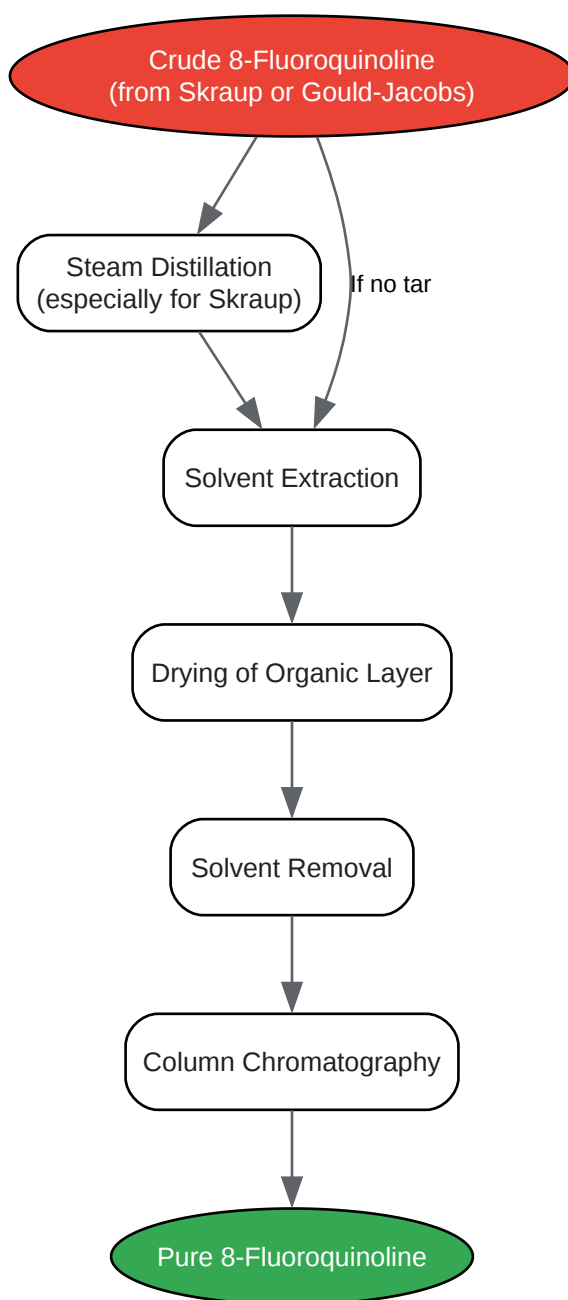 Crude 8-Fluoroquinoline
(from Skraup or Gould-Jacobs)
Steam Distillation
(especially for Skraup)
If no tar
Solvent Extraction
Drying of Organic Layer
Solvent Removal
Column Chromatography
Pure 8-Fluoroquinoline